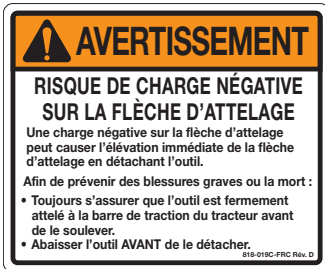 AVERTISSEMENT
RISQUE DE CHARGE NÉGATIVE
SUR LA FLÈCHE D'ATTELAGE
Une charge négative sur la flèche d'attelage
peut causer l'élévation immédiate de la flèche
d'attelage en détachant l'outil.
Afin de prévenir des blessures graves ou la mort :
• Toujours s'assurer que l'outil est fermement
attelé à la barre de traction du tracteur avant
de le soulever.
• Abaisser l'outil AVANT de le détacher.
818-019C-FRC Rév. D